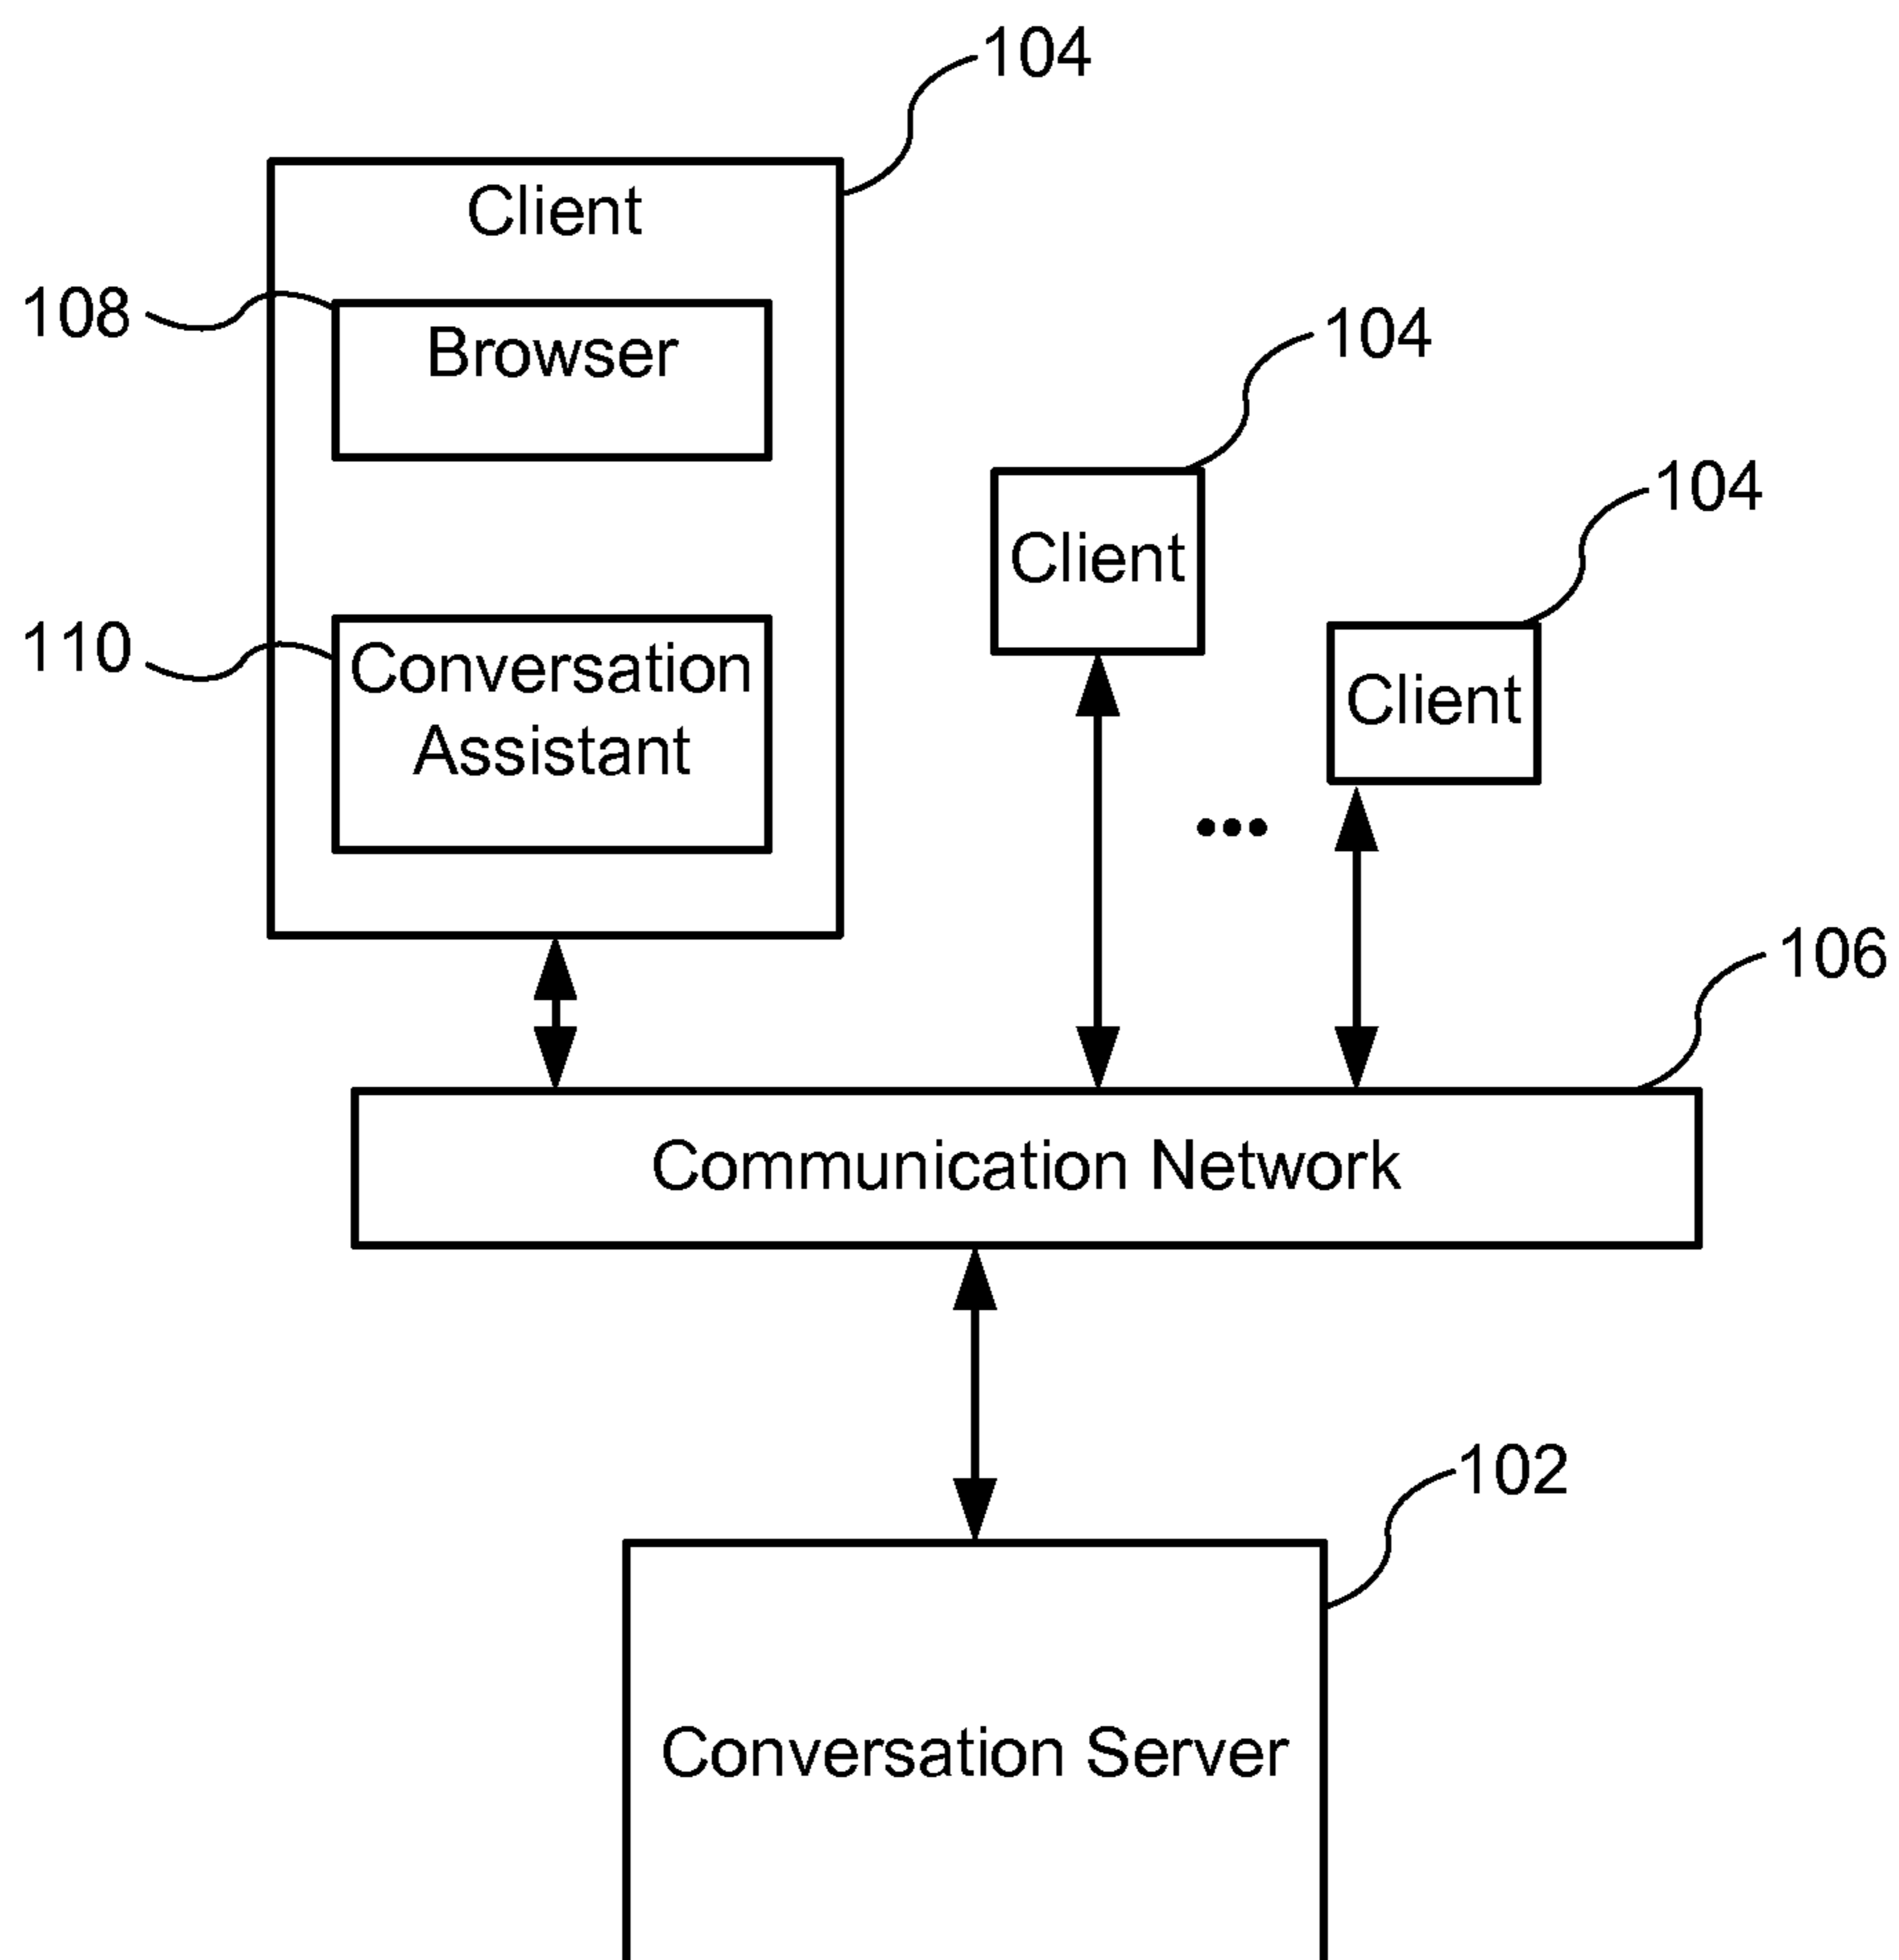 104
Client
108
Browser
104
Client
104
Client
110
Conversation
Assistant
...
106
Communication Network
102
Conversation Server